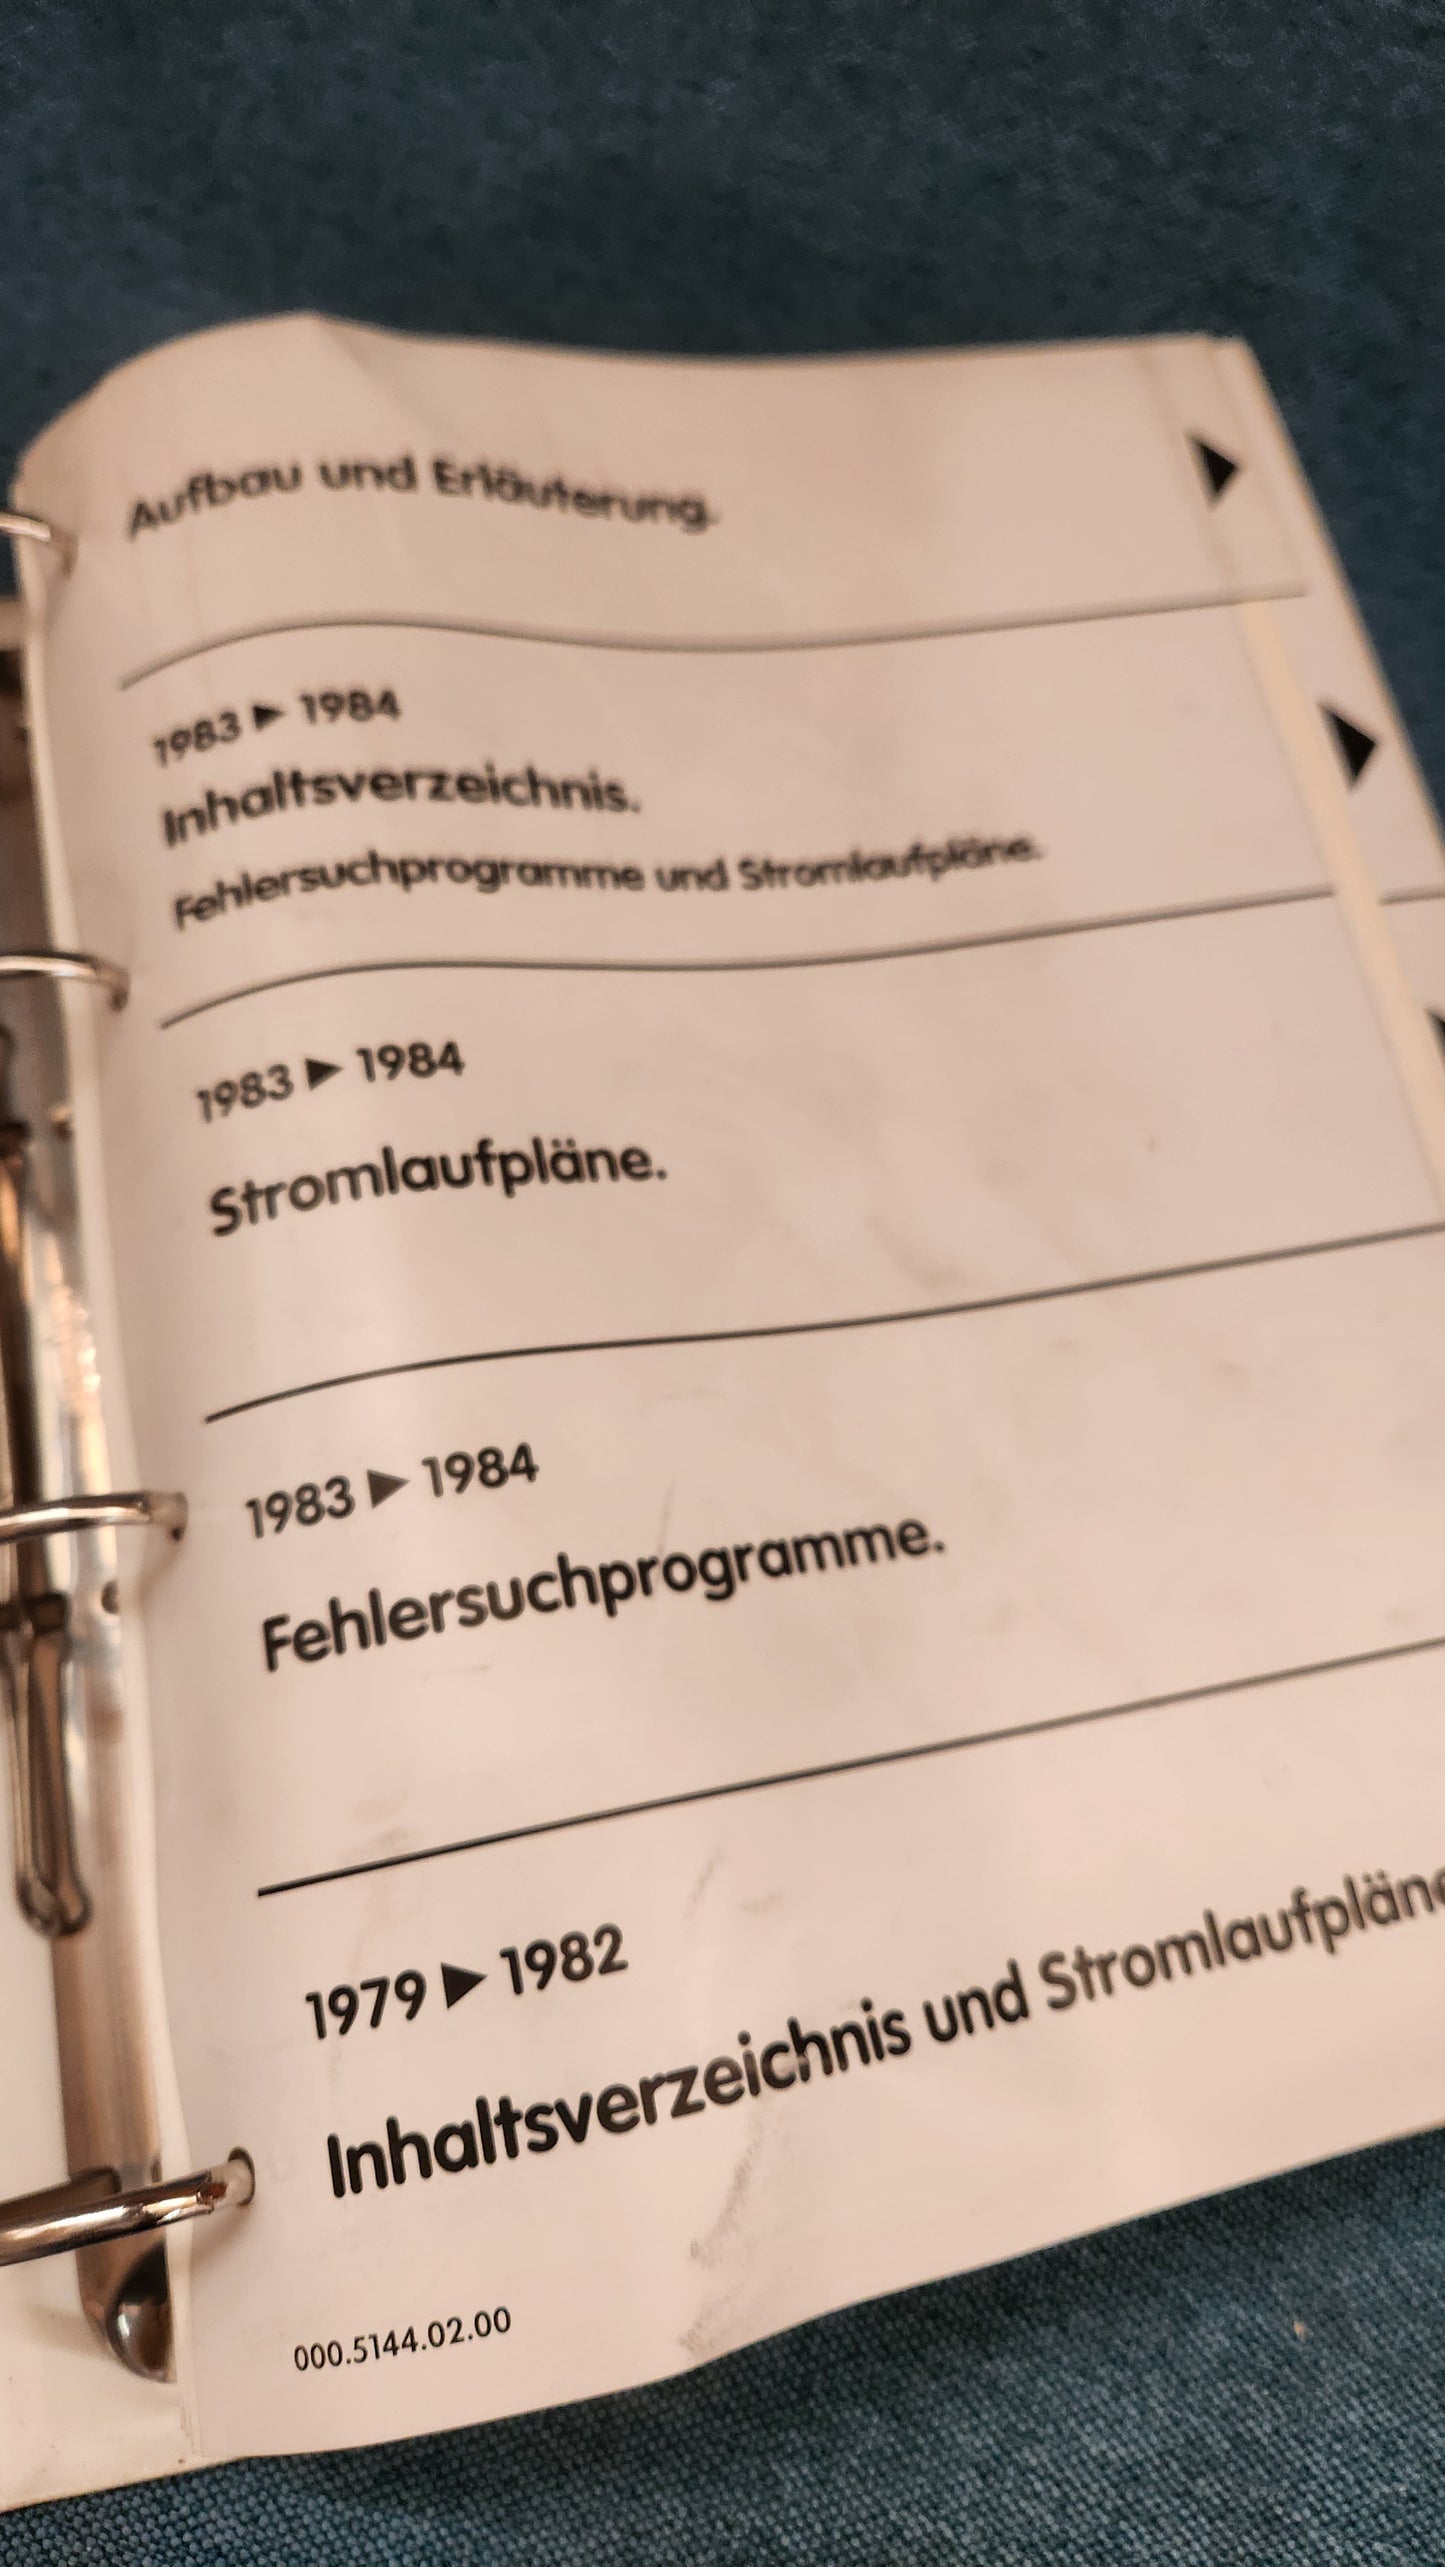 Aufbau und Erläuterung.
1983 ▶ 1984
Inhaltsverzeichnis.
Fehlersuchprogramme und Stromlaufpläne.
1983 ▶ 1984
Stromlaufpläne.
1983 ▶ 1984
Fehlersuchprogramme.
1979 ▶ 1982
Inhaltsverzeichnis und Stromlaufpläne
000.5144.02.00